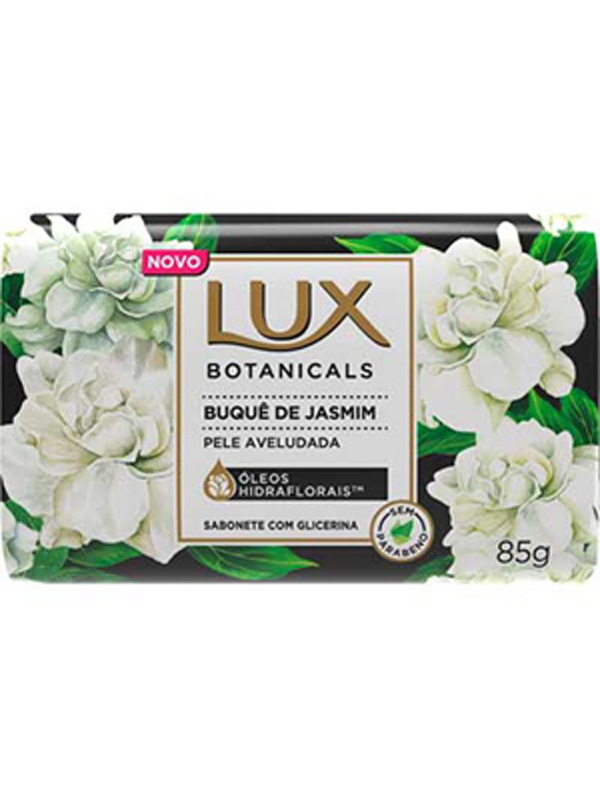 NOVO
LUX
BOTANICALS
BUQUÊ DE JASMIM
PELE AVELUDADA
ÓLEOS
HIDRAFLORAIS™
SABONETE COM GLICERINA
SEM
PARABENO
85g